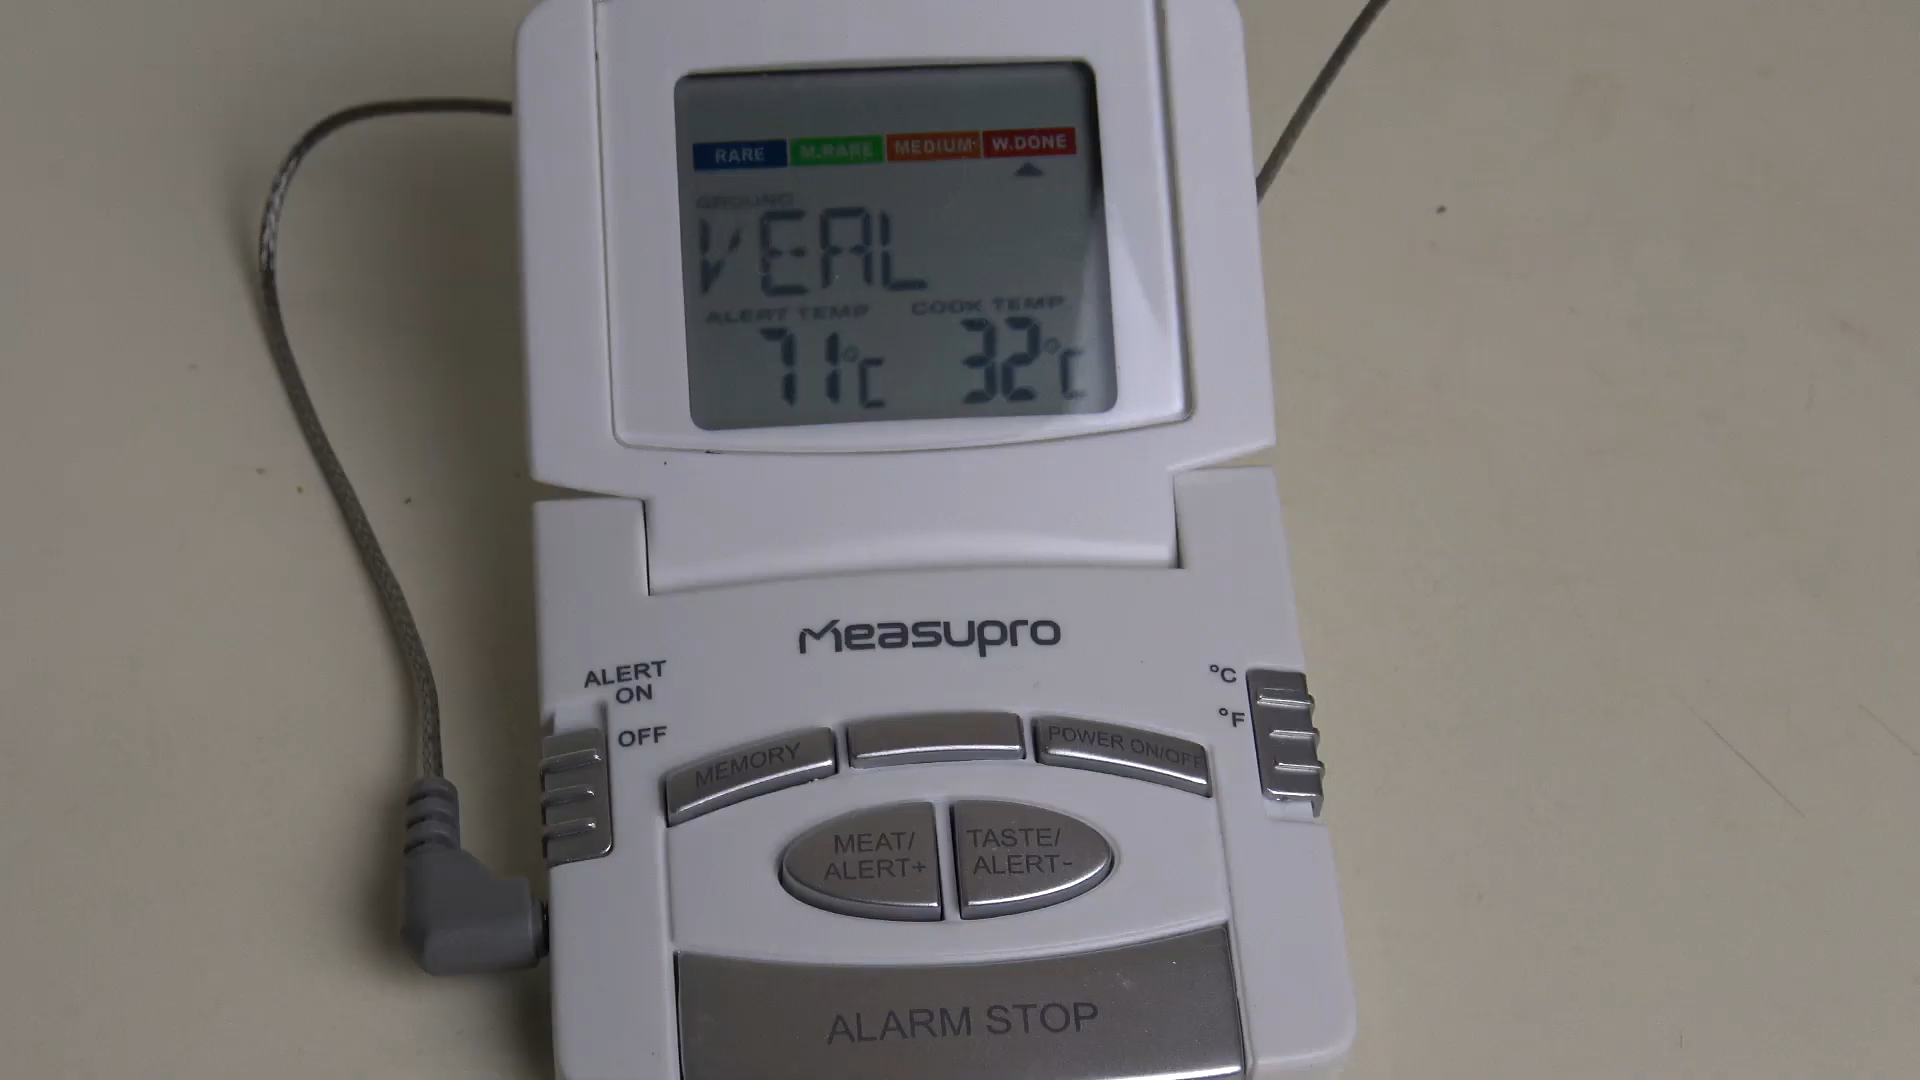 RARE M.RARE MEDIUM W.DONE
GROUND
VEAL
ALERT TEMP COOK TEMP
71°C 32°C
Measupro
ALERT
ON
OFF
°C
°F
MEMORY
POWER ON/OFF
MEAT/
ALERT+
TASTE/
ALERT-
ALARM STOP